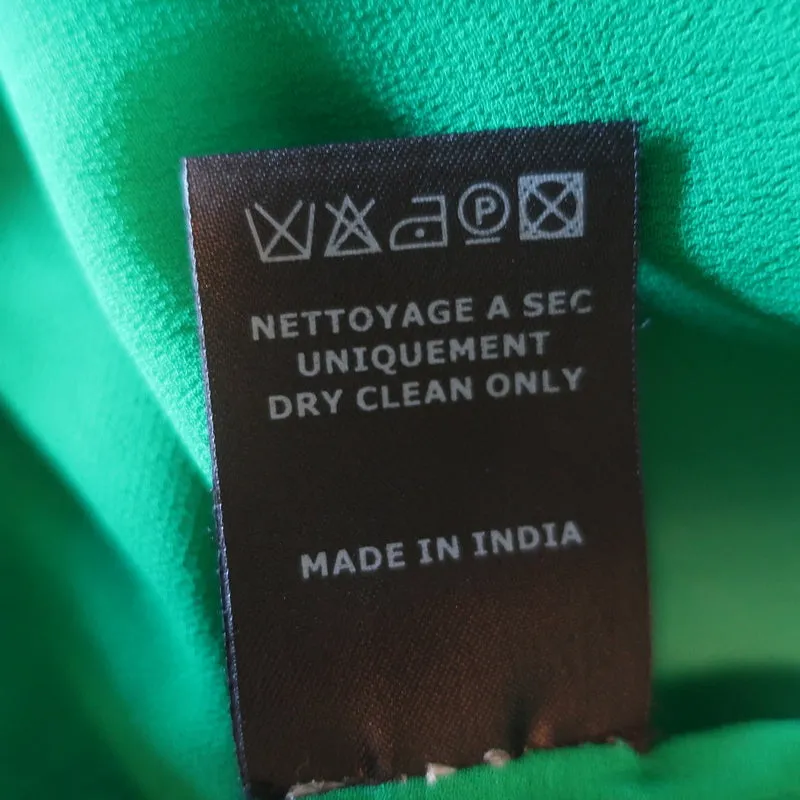 P
NETTOYAGE A SEC
UNIQUEMENT
DRY CLEAN ONLY
MADE IN INDIA